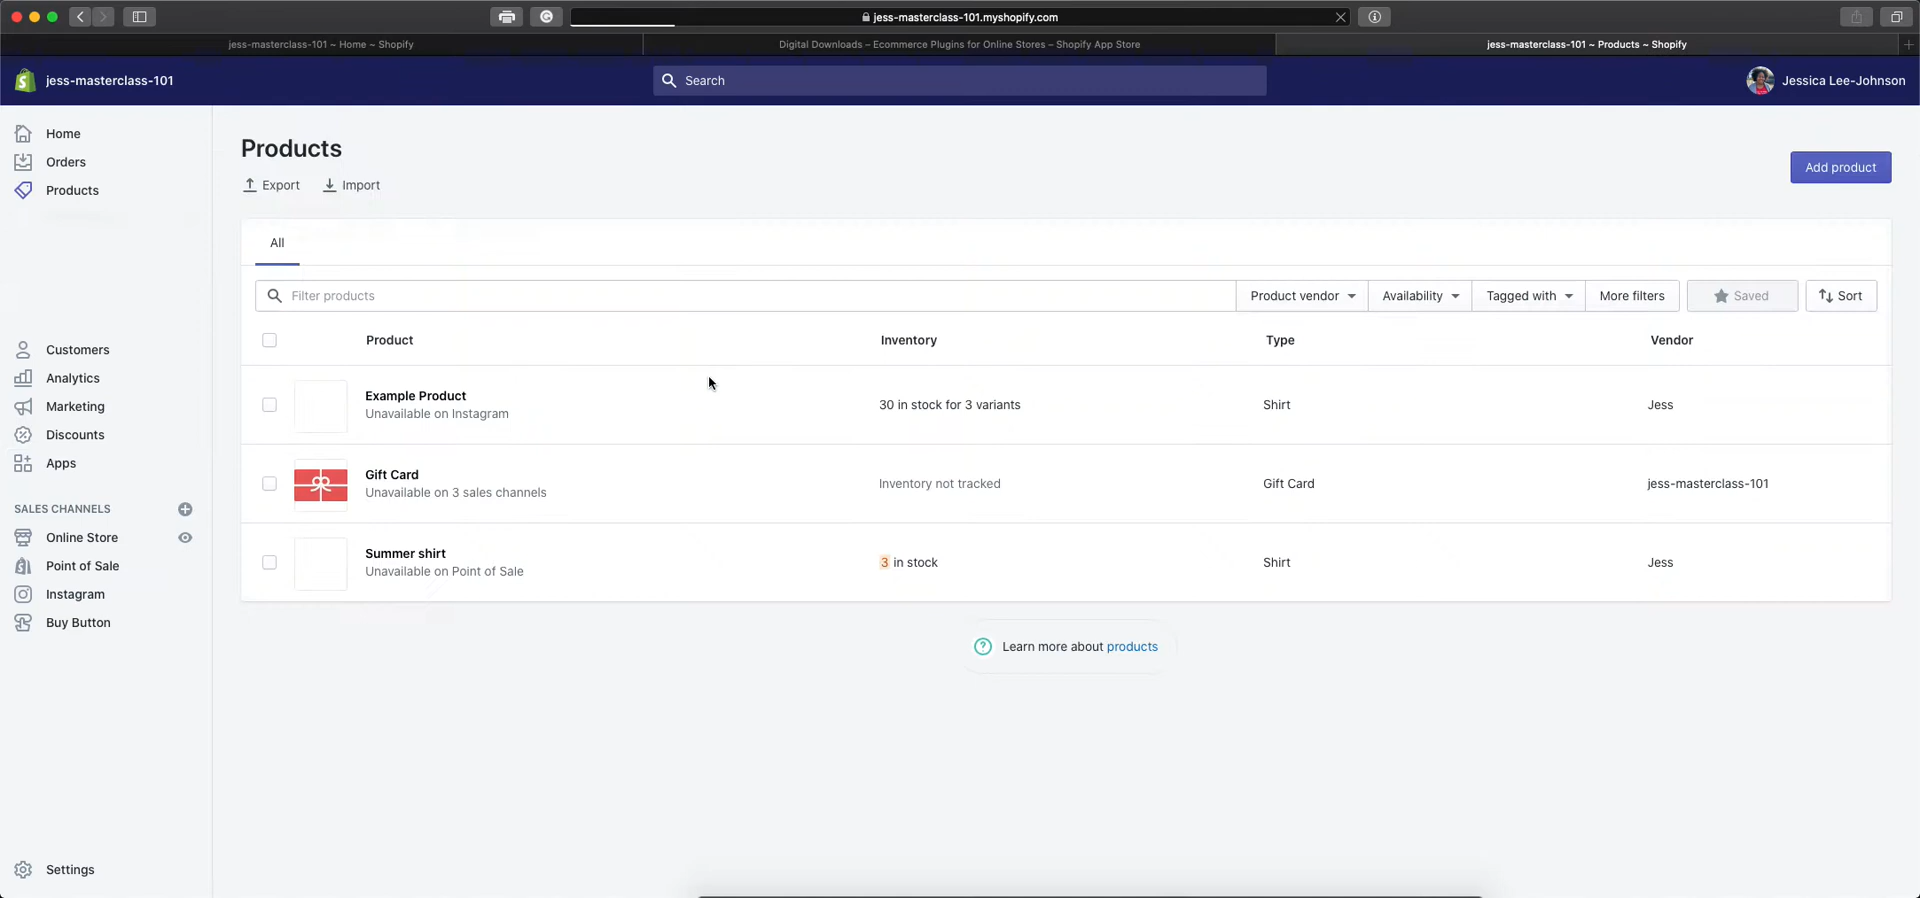 jess-masterclass-101.myshopify.com
jess-masterclass-101 ~ Home ~ Shopify
Digital Downloads – Ecommerce Plugins for Online Stores – Shopify App Store
jess-masterclass-101 ~ Products ~ Shopify
jess-masterclass-101
Search
Jessica Lee-Johnson
Home
Orders
Products
Customers
Analytics
Marketing
Discounts
Apps
SALES CHANNELS
Online Store
Point of Sale
Instagram
Buy Button
Settings
Products
Export Import
Add product
All
Filter products Product vendor Availability Tagged with More filters Saved Sort
Product Inventory Type Vendor
Example Product
Unavailable on Instagram
30 in stock for 3 variants Shirt Jess
Gift Card
Unavailable on 3 sales channels
Inventory not tracked Gift Card jess-masterclass-101
Summer shirt
Unavailable on Point of Sale
3 in stock Shirt Jess
Learn more about products